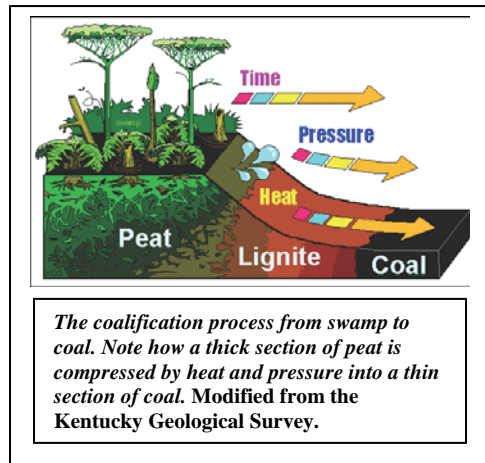 swamp
Time
Pressure
Heat
Peat
Lignite
Coal
The coalification process from swamp to
coal. Note how a thick section of peat is
compressed by heat and pressure into a thin
section of coal. Modified from the
Kentucky Geological Survey.